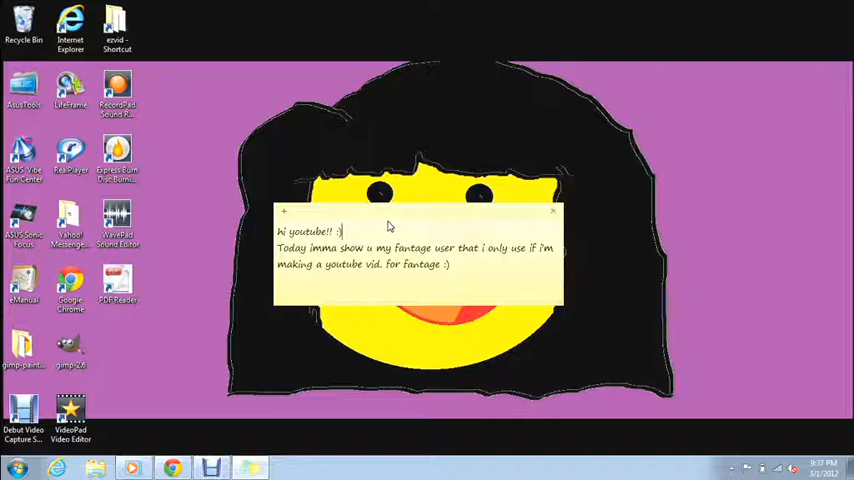 Recycle Bin
Internet Explorer
ezvid - Shortcut
AsusTools
LifeFrame
RecordPad Sound R...
ASUS Vibe Fun Center
RealPlayer
Express Burn Disc Burni...
ASUS Sonic Focus
Yahoo! Messenge...
WavePad Sound Editor
eManual
Google Chrome
PDF Reader
gimp-paint...
gimp-2.6
Debut Video Capture S...
VideoPad Video Editor
hi youtube!! :)
Today imma show u my fantage user that i only use if i'm
making a youtube vid. for fantage :)
9:37 PM
3/1/2012